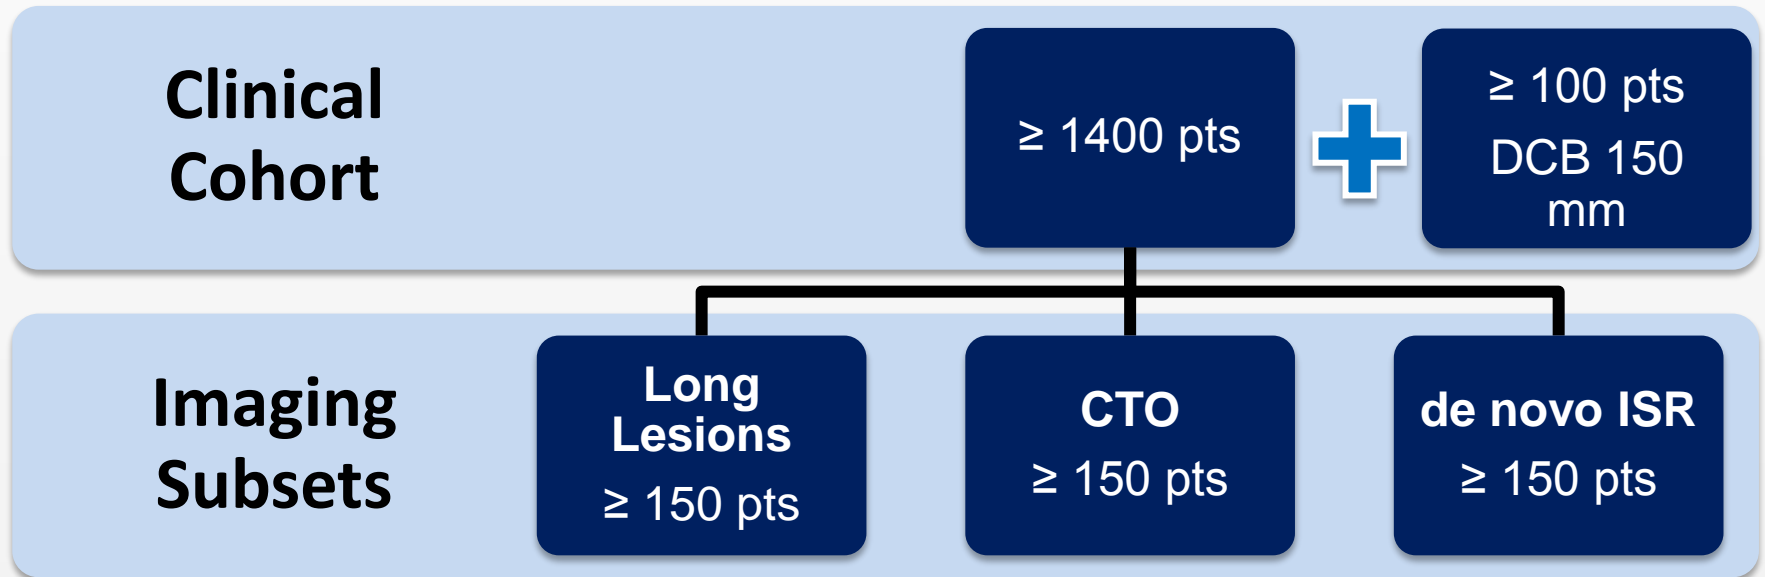 Clinical
Cohort
≥ 1400 pts
≥ 100 pts
DCB 150
mm
Imaging
Subsets
Long
Lesions
≥ 150 pts
CTO
≥ 150 pts
de novo ISR
≥ 150 pts